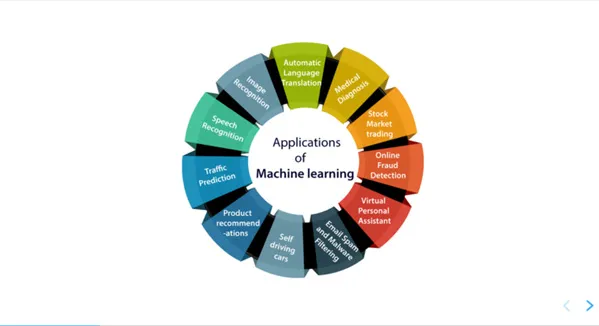 Automatic
Language
Translation
Medical
Diagnosis
Stock
Market
trading
Online
Fraud
Detection
Virtual
Personal
Assistant
Email Spam
and Malware
Filtering
Self
driving
cars
Product
recommend
-ations
Traffic
Prediction
Speech
Recognition
Image
Recognition
Applications
of
Machine learning